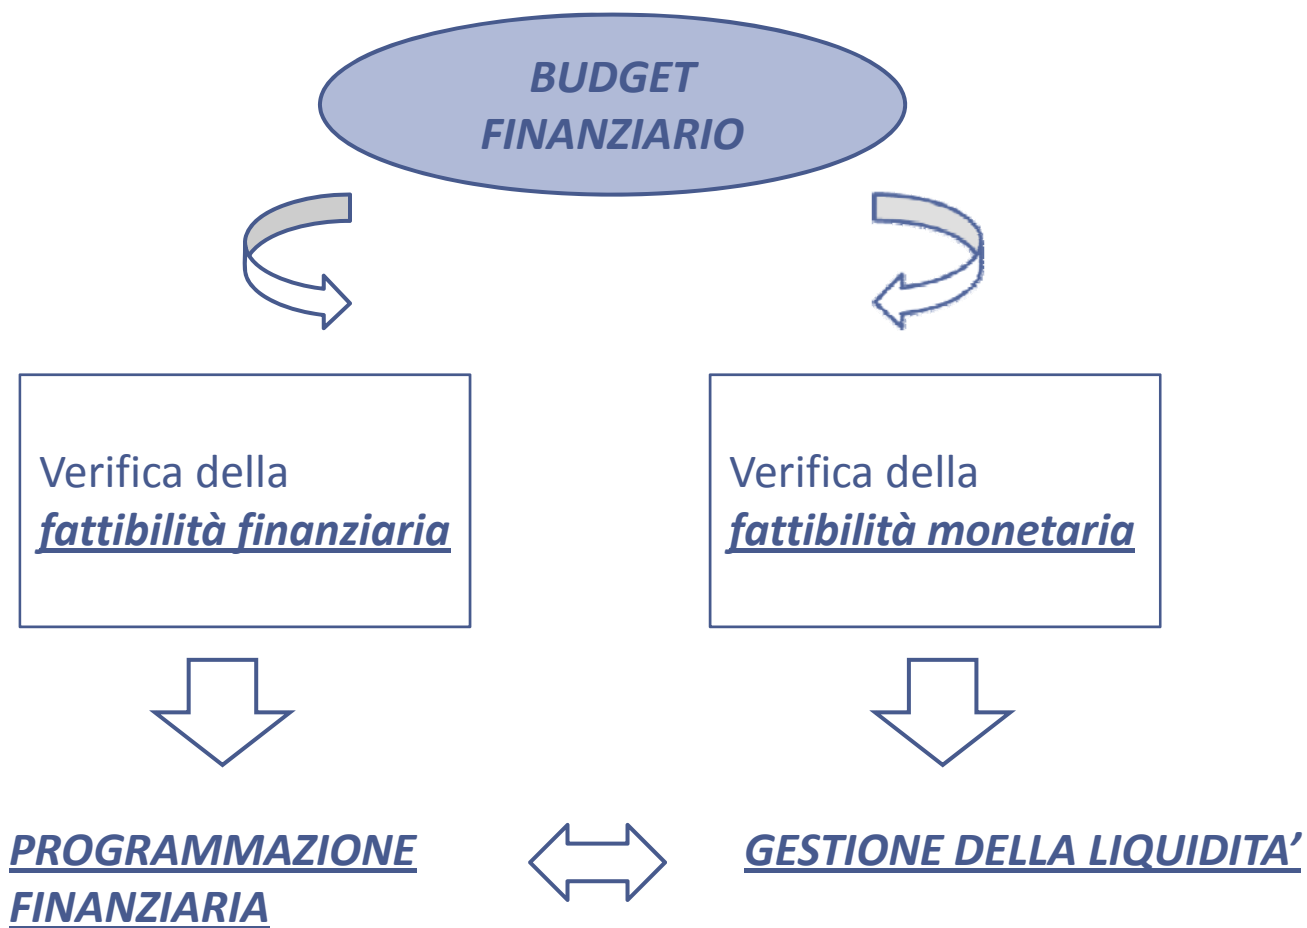 BUDGET
FINANZIARIO
Verifica della
fattibilità finanziaria
Verifica della
fattibilità monetaria
PROGRAMMAZIONE
FINANZIARIA
GESTIONE DELLA LIQUIDITA’